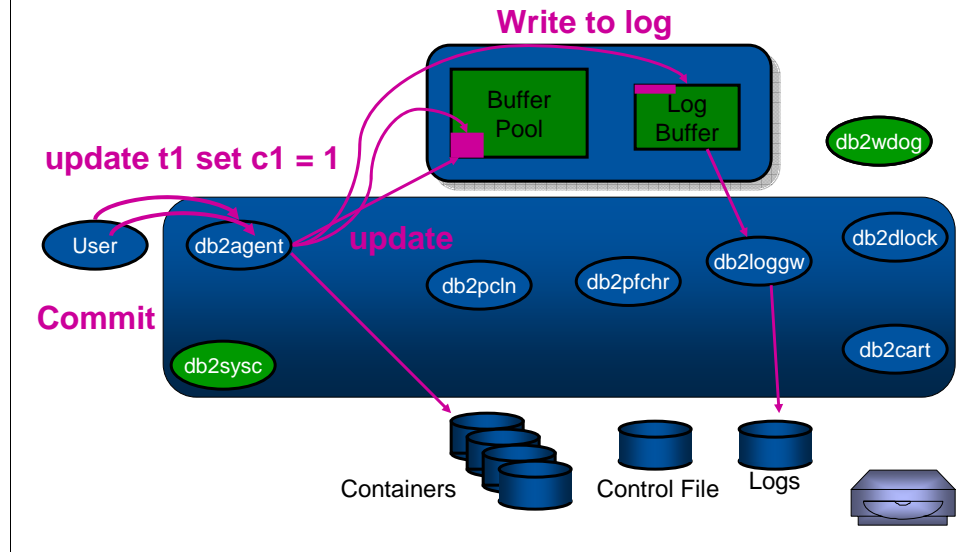 Write to log
Buffer
Pool
Log
Buffer
db2wdog
update t1 set c1 = 1
User
db2agent
update
db2pcln
db2pfchr
db2loggw
db2dlock
Commit
db2sysc
db2cart
Containers
Control File
Logs